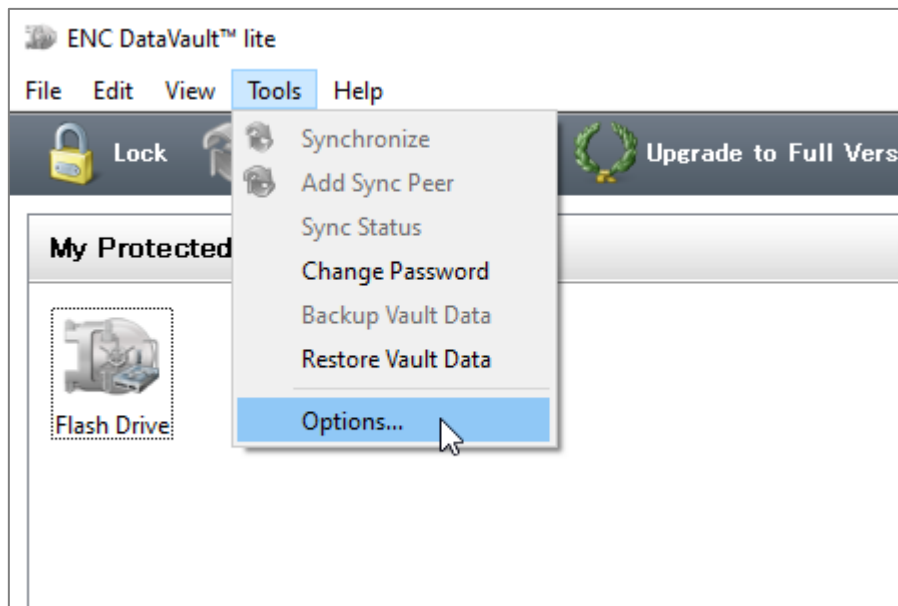 ENC DataVault™ lite
File Edit View Tools Help
Lock Upgrade to Full Vers
Synchronize
Add Sync Peer
Sync Status
My Protected
Change Password
Backup Vault Data
Restore Vault Data
Options...
Flash Drive